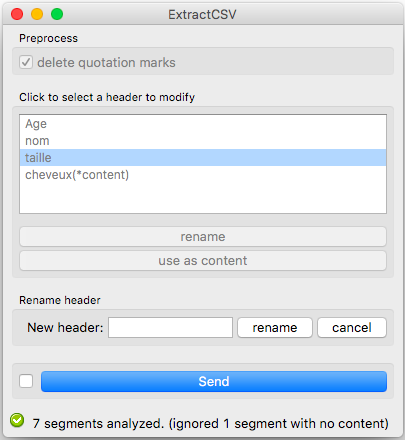 ExtractCSV
Preprocess
delete quotation marks
Click to select a header to modify
Age
nom
taille
cheveux(*content)
rename
use as content
Rename header
New header: rename cancel
Send
7 segments analyzed. (ignored 1 segment with no content)